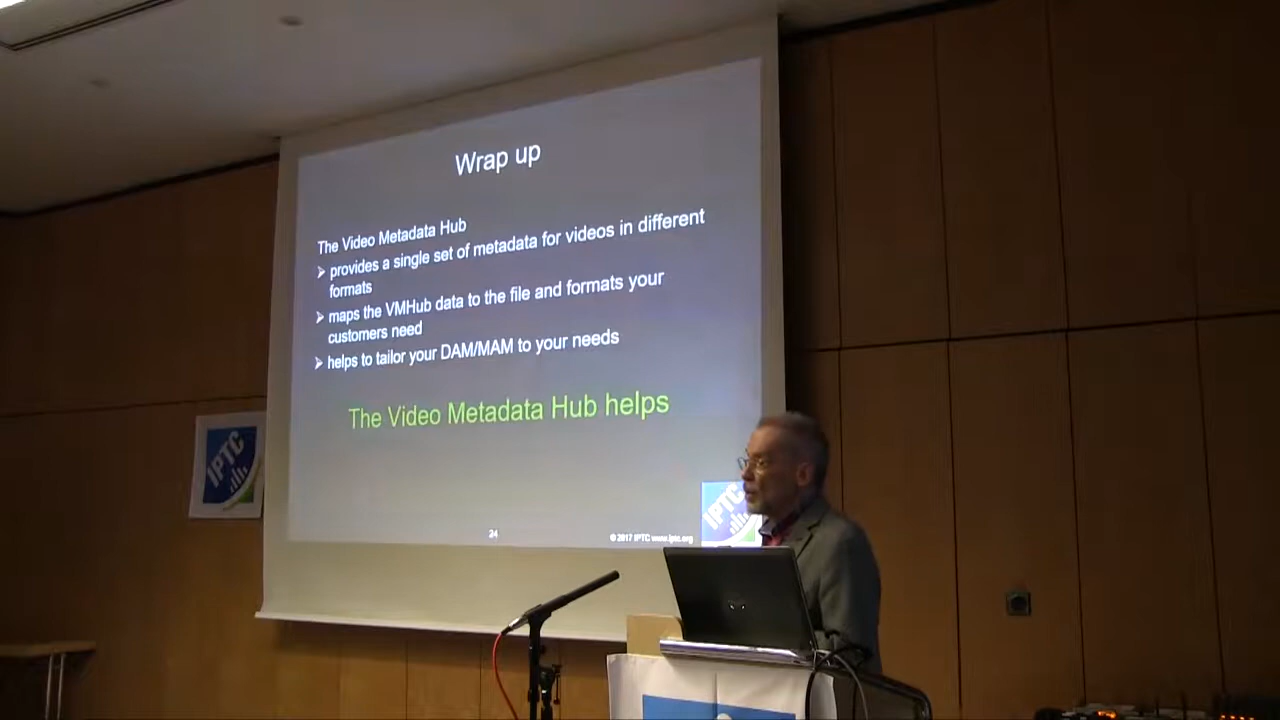 Wrap up
The Video Metadata Hub
➢ provides a single set of metadata for videos in different
formats
➢ maps the VMHub data to the file and formats your
customers need
➢ helps to tailor your DAM/MAM to your needs
The Video Metadata Hub helps
IPTC
IPTC
24
© 2017 IPTC www.iptc.org